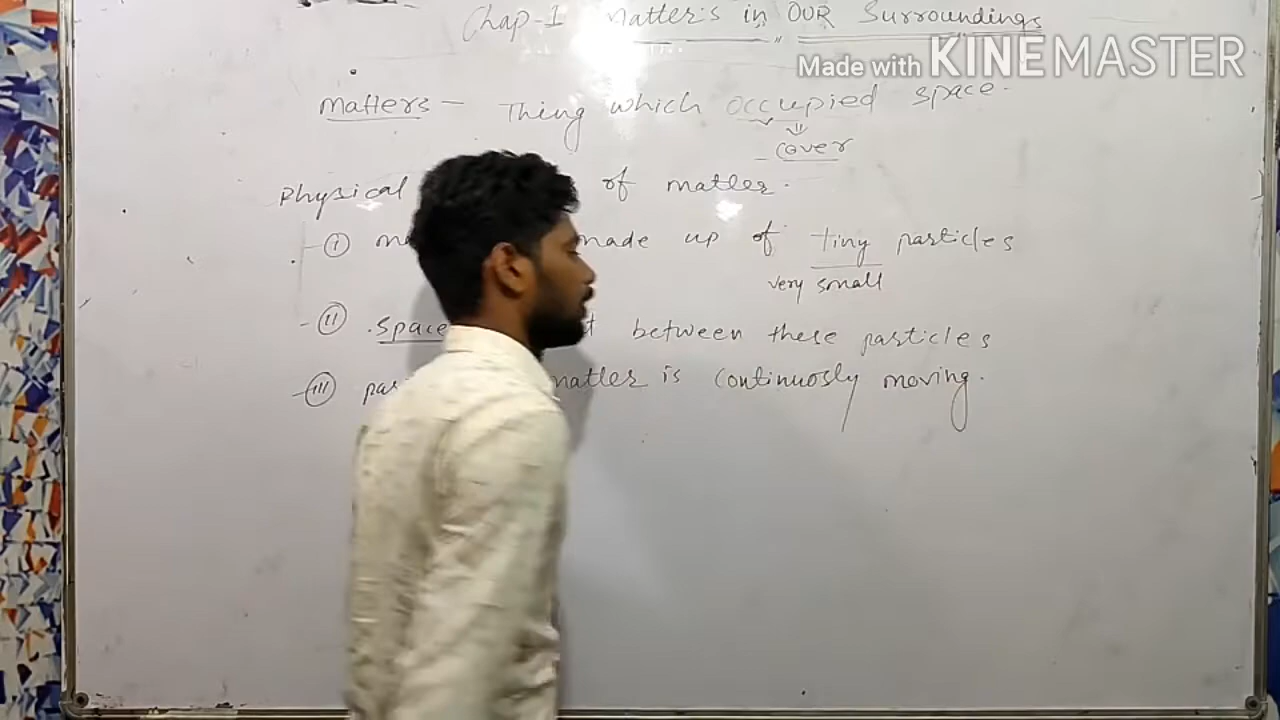 Chap-1 Matter's in OUR Surroundings
Made with KINEMASTER
Matters - Thing which occupied space.
cover
Physical of matter.
(i) made up of tiny particles
very small
(ii) Space between these particles
(iii) matter is continuosly moving.